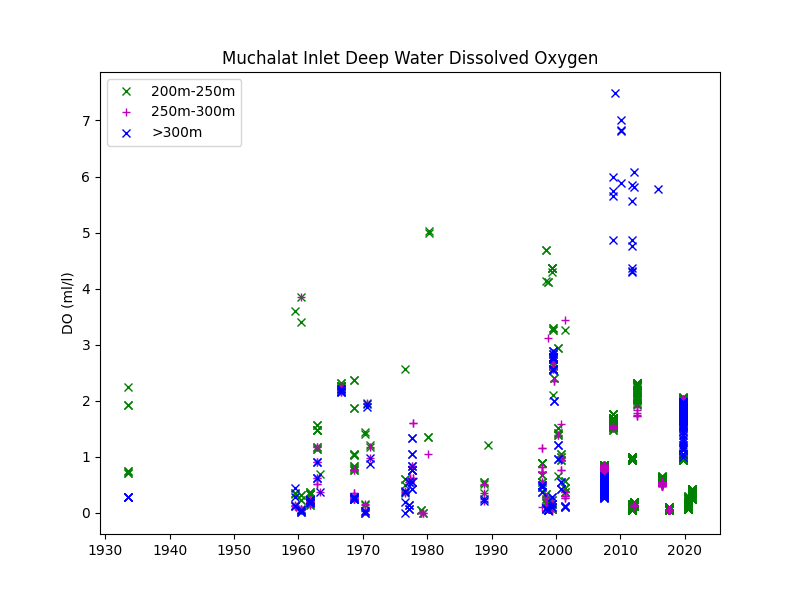 Muchalat Inlet Deep Water Dissolved Oxygen
200m-250m
250m-300m
>300m
DO (ml/l)
7
6
5
4
3
2
1
0
1930 1940 1950 1960 1970 1980 1990 2000 2010 2020